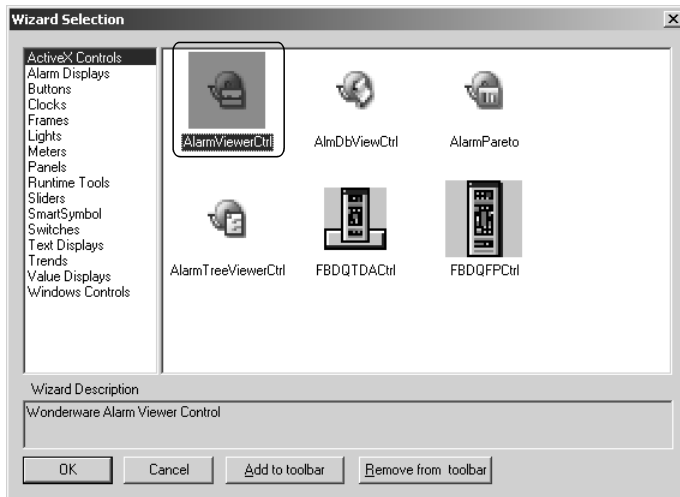 Wizard Selection
ActiveX Controls
Alarm Displays
Buttons
Clocks
Frames
Lights
Meters
Panels
Runtime Tools
Sliders
SmartSymbol
Switches
Text Displays
Trends
Value Displays
Windows Controls
AlarmViewerCtrl
AlmDbViewCtrl
AlarmPareto
AlarmTreeViewerCtrl
FBDQTDACtrl
FBDQFPCtrl
Wizard Description
Wonderware Alarm Viewer Control
OK
Cancel
Add to toolbar
Remove from toolbar